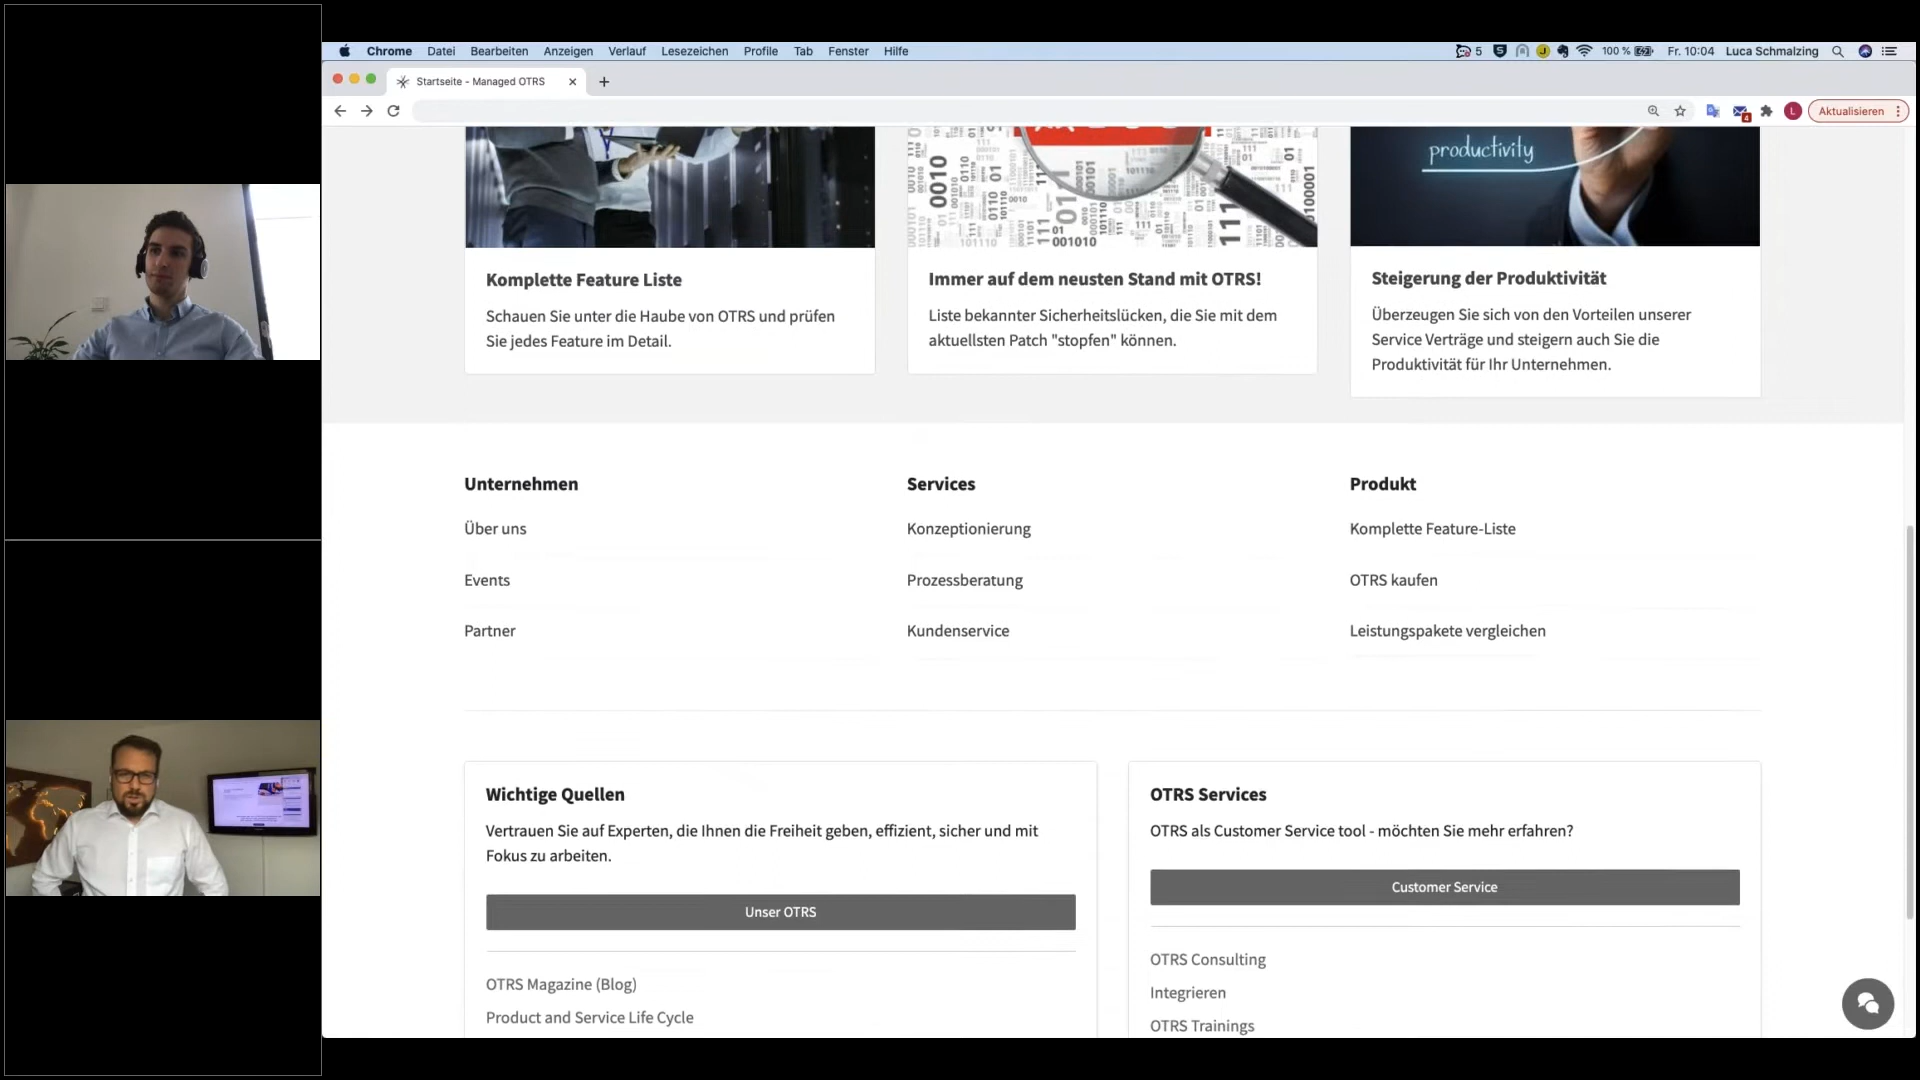 Chrome Datei Bearbeiten Anzeigen Verlauf Lesezeichen Profile Tab Fenster Hilfe
5 100 % Fr. 10:04 Luca Schmalzing
Startseite - Managed OTRS
L Aktualisieren
productivity
Komplette Feature Liste
Schauen Sie unter die Haube von OTRS und prüfen
Sie jedes Feature im Detail.
Immer auf dem neusten Stand mit OTRS!
Liste bekannter Sicherheitslücken, die Sie mit dem
aktuellsten Patch "stopfen" können.
Steigerung der Produktivität
Überzeugen Sie sich von den Vorteilen unserer
Service Verträge und steigern auch Sie die
Produktivität für Ihr Unternehmen.
Unternehmen
Über uns
Events
Partner
Services
Konzeptionierung
Prozessberatung
Kundenservice
Produkt
Komplette Feature-Liste
OTRS kaufen
Leistungspakete vergleichen
Wichtige Quellen
Vertrauen Sie auf Experten, die Ihnen die Freiheit geben, effizient, sicher und mit
Fokus zu arbeiten.
Unser OTRS
OTRS Magazine (Blog)
Product and Service Life Cycle
OTRS Services
OTRS als Customer Service tool - möchten Sie mehr erfahren?
Customer Service
OTRS Consulting
Integrieren
OTRS Trainings